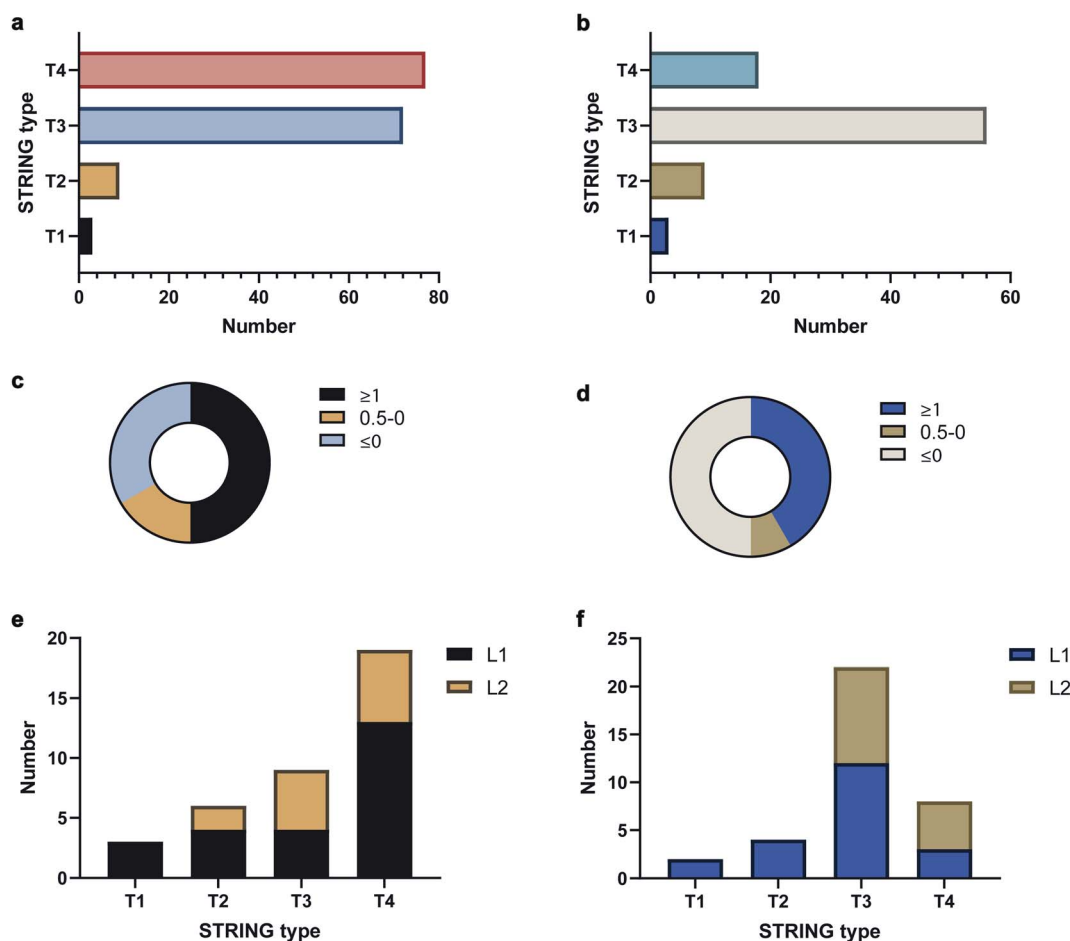 a
STRING type
T4
T3
T2
T1
0 20 40 60 80
Number
b
STRING type
T4
T3
T2
T1
0 20 40 60
Number
c
≥1
0.5-0
≤0
d
≥1
0.5-0
≤0
e
Number
20
15
10
5
0
T1 T2 T3 T4
STRING type
L1
L2
f
Number
25
20
15
10
5
0
T1 T2 T3 T4
STRING type
L1
L2